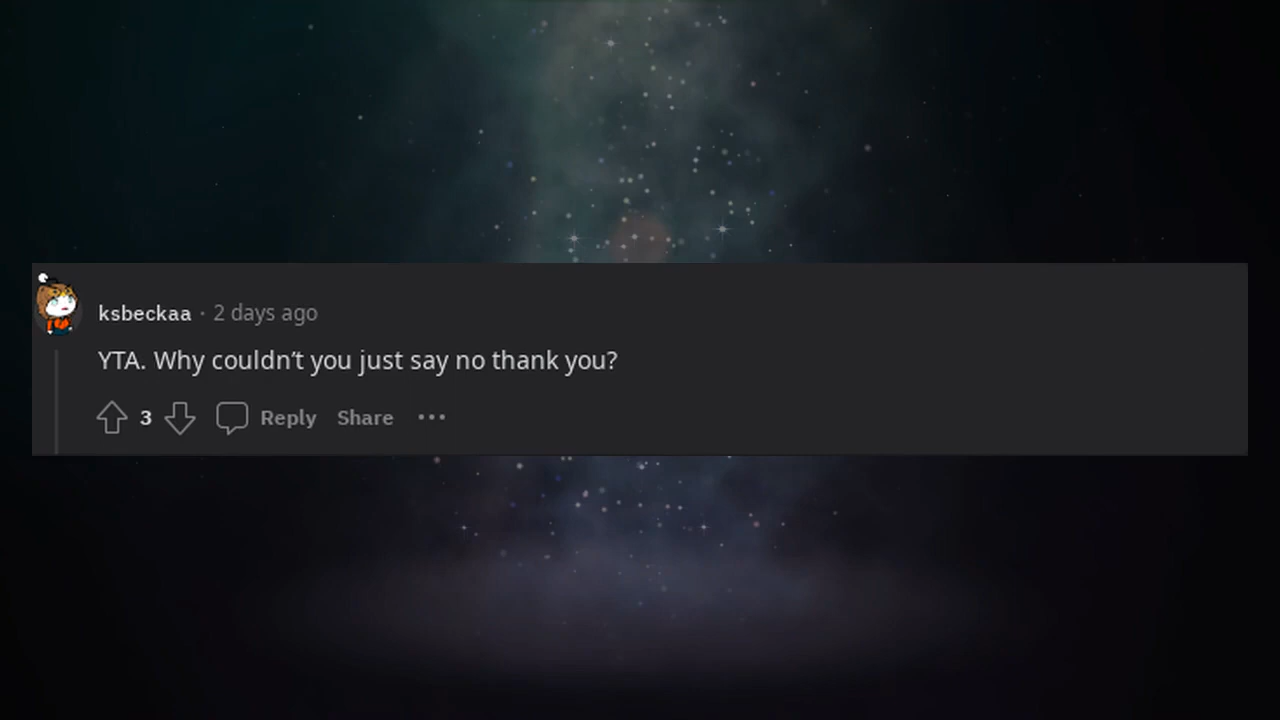 ksbeckaa · 2 days ago
YTA. Why couldn’t you just say no thank you?
3 Reply Share ···